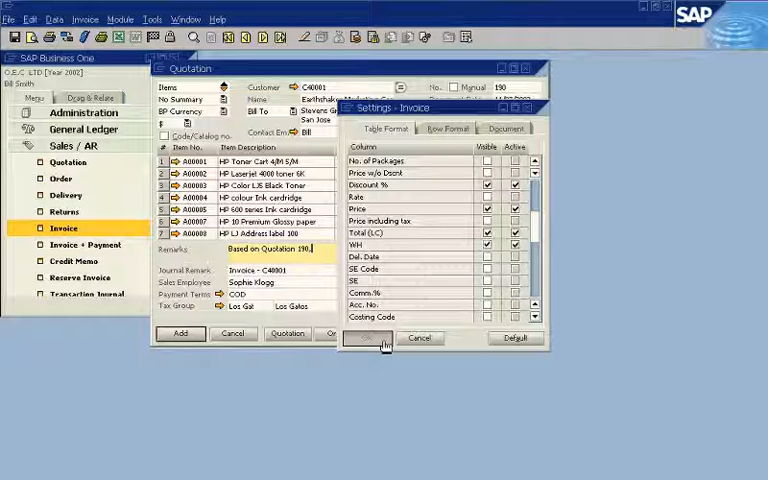 File Edit Data Invoice Module Tools Window Help
SAP
SAP Business One
O.E.C LTD [Year 2002]
Bill Smith
Menu Drag & Relate
Administration
General Ledger
Sales / AR
Quotation
Order
Delivery
Returns
Invoice
Invoice + Payment
Credit Memo
Reserve Invoice
Transaction Journal
Quotation
Items Customer C40001 No. Manual 190
No Summary Name
BP Currency Bill To Stevens
$ San Jose
Code/Catalog no. Bill
# Item No. Item Description
1 A00001 HP Toner Cart 4/M S/M
2 A00002 HP Laserjet 4000 toner 6K
3 A00003 HP Color LJ5 Black Toner
4 A00004 HP colour Ink cardridge
5 A00005 HP 600 series Ink cardridge
6 A00007 HP 10 Premium Glossy paper
7 A00008 HP LJ Address label 100
Remarks Based on Quotation 190.
Journal Remark Invoice - C40001
Sales Employee Sophie Klogg
Payment Terms COD
Tax Group Los Gat Los Gatos
Add Cancel Quotation
Settings - Invoice
Table Format Row Format Document
Column Visible Active
No. of Packages
Price w/o Dscnt
Discount %
Rate
Price
Price including tax
Total (LC)
WH
Del. Date
SE Code
SE
Comm.%
Acc. No.
Costing Code
OK Cancel Default